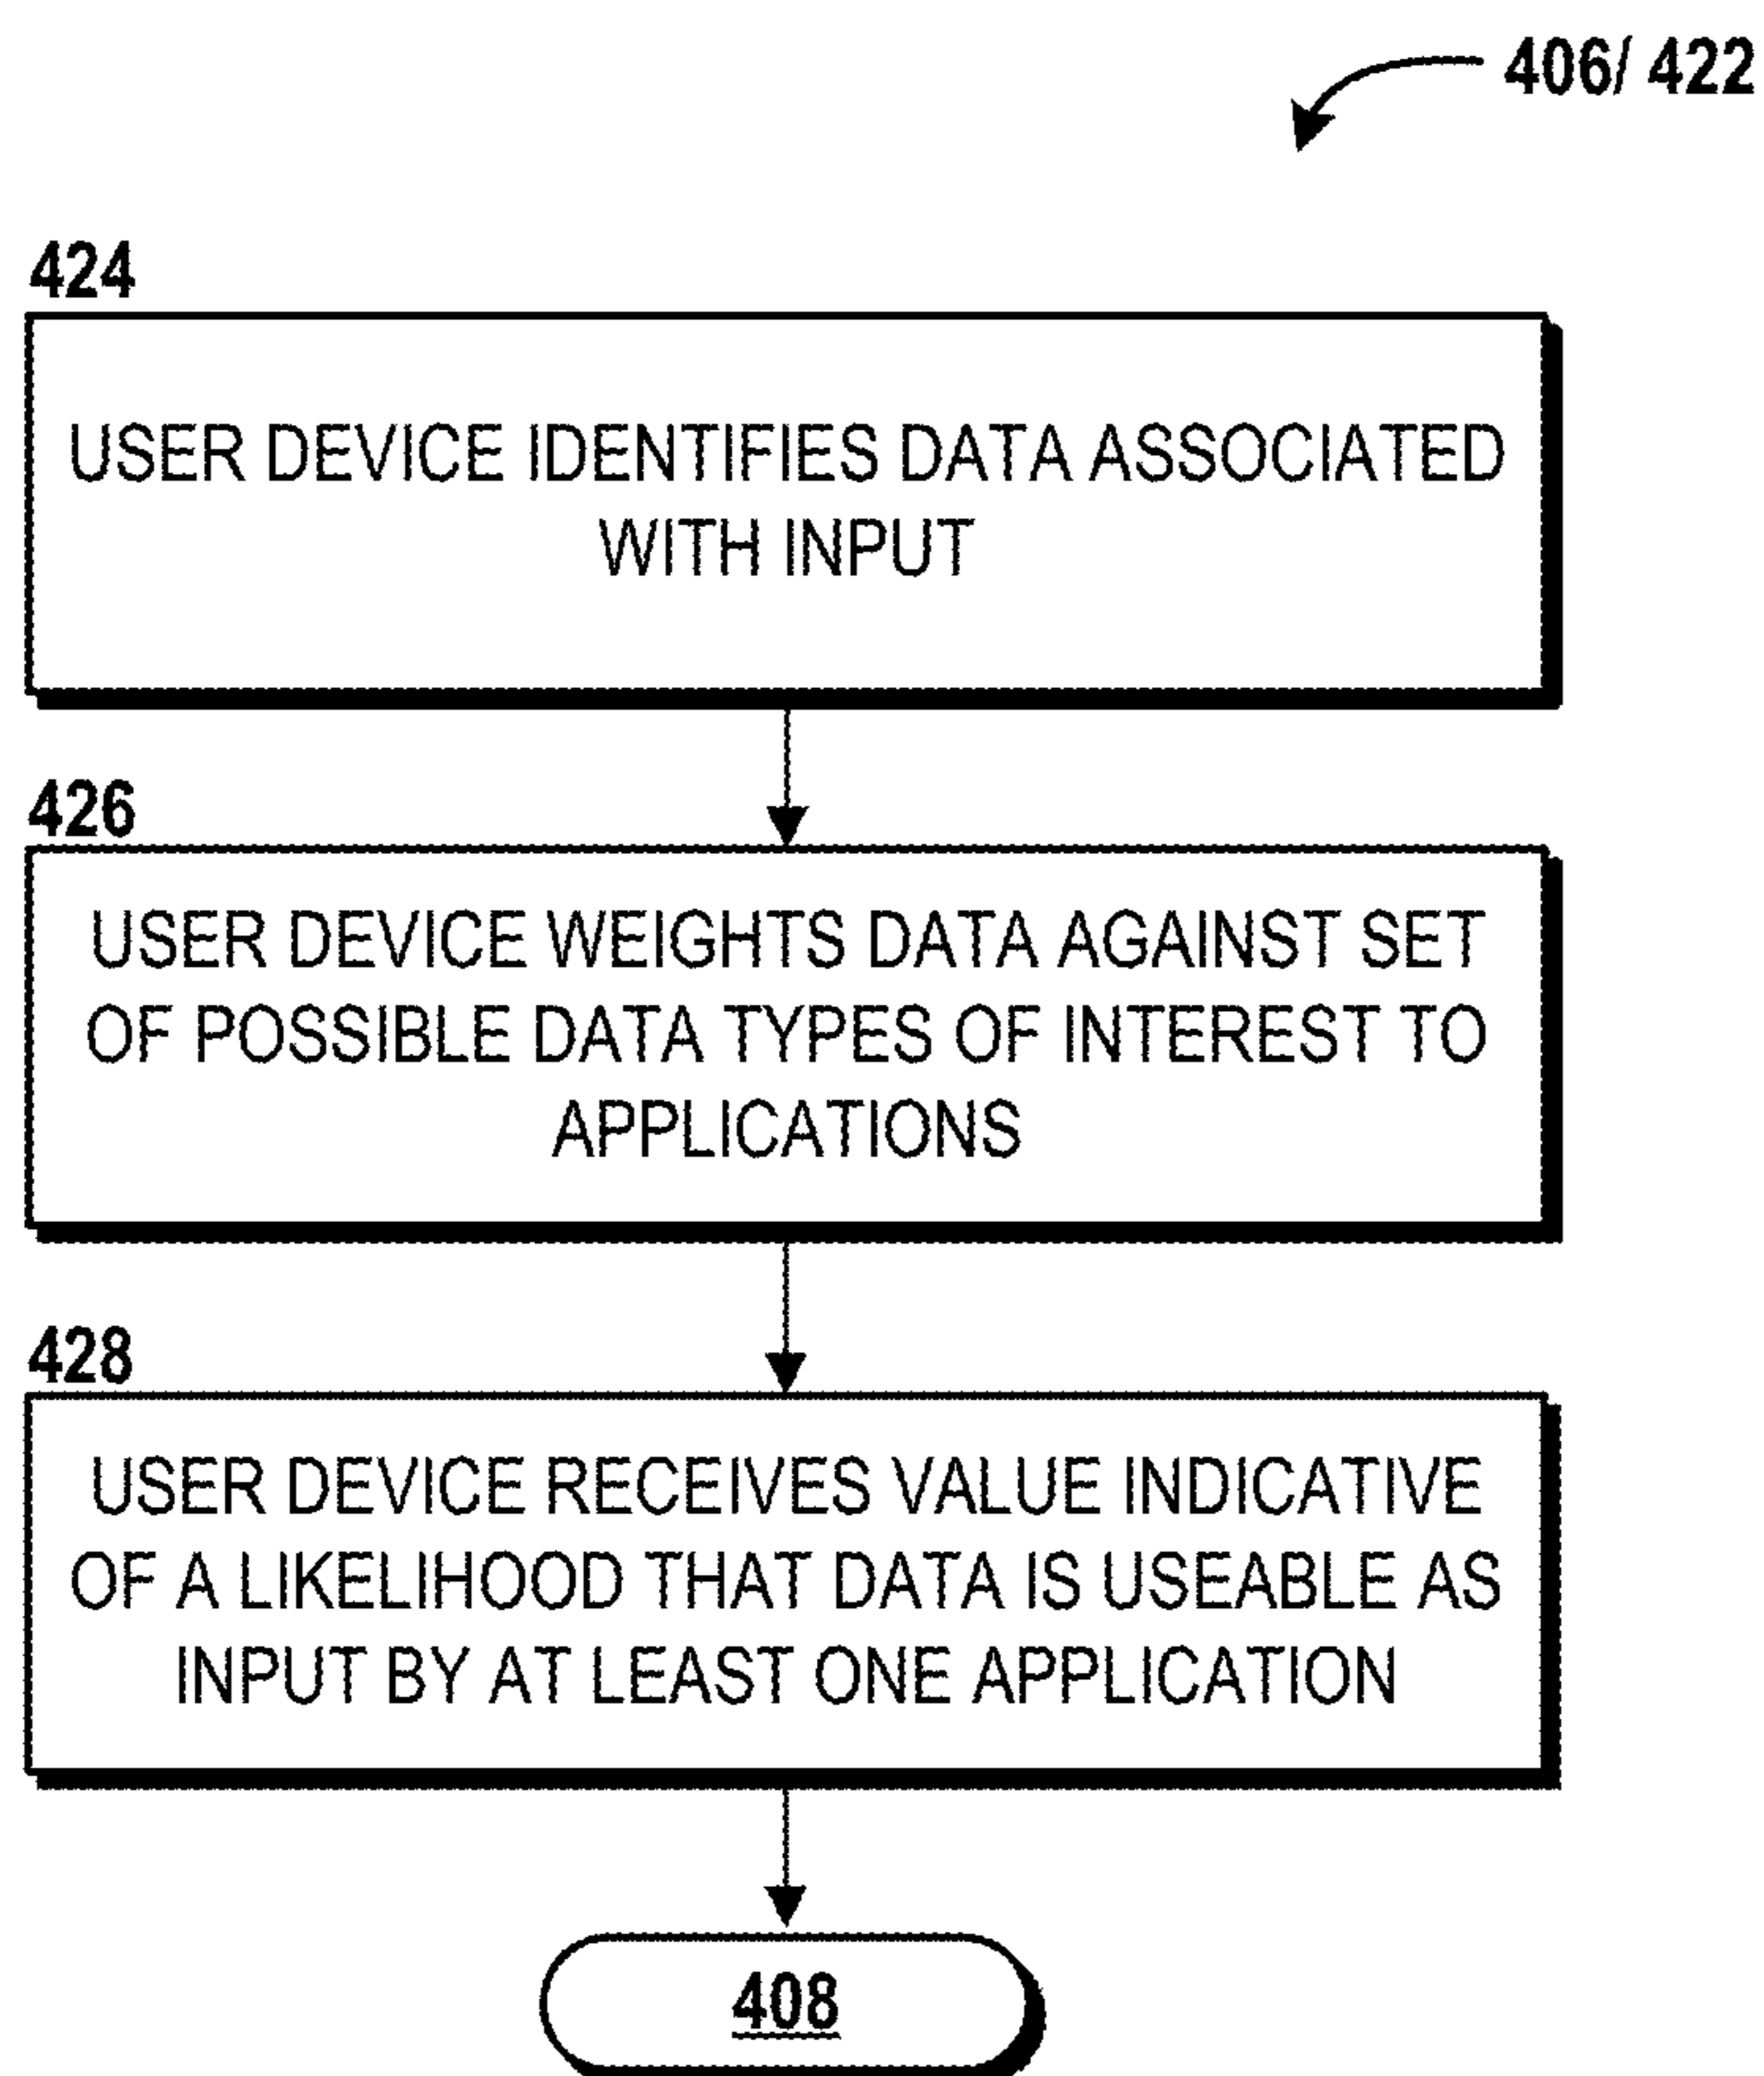 406/ 422
424
USER DEVICE IDENTIFIES DATA ASSOCIATED
WITH INPUT
426
USER DEVICE WEIGHTS DATA AGAINST SET
OF POSSIBLE DATA TYPES OF INTEREST TO
APPLICATIONS
428
USER DEVICE RECEIVES VALUE INDICATIVE
OF A LIKELIHOOD THAT DATA IS USEABLE AS
INPUT BY AT LEAST ONE APPLICATION
408